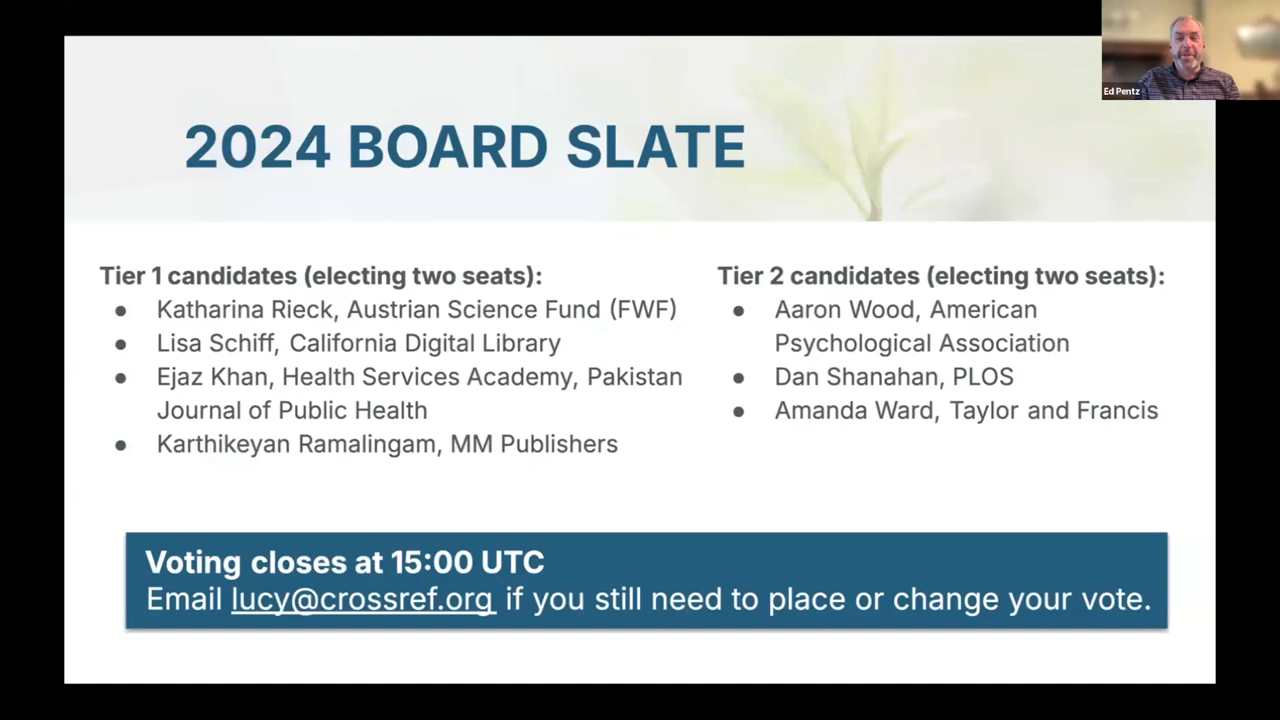 Ed Pentz
2024 BOARD SLATE
Tier 1 candidates (electing two seats):
● Katharina Rieck, Austrian Science Fund (FWF)
● Lisa Schiff, California Digital Library
● Ejaz Khan, Health Services Academy, Pakistan
Journal of Public Health
● Karthikeyan Ramalingam, MM Publishers
Tier 2 candidates (electing two seats):
● Aaron Wood, American
Psychological Association
● Dan Shanahan, PLOS
● Amanda Ward, Taylor and Francis
Voting closes at 15:00 UTC
Email lucy@crossref.org if you still need to place or change your vote.